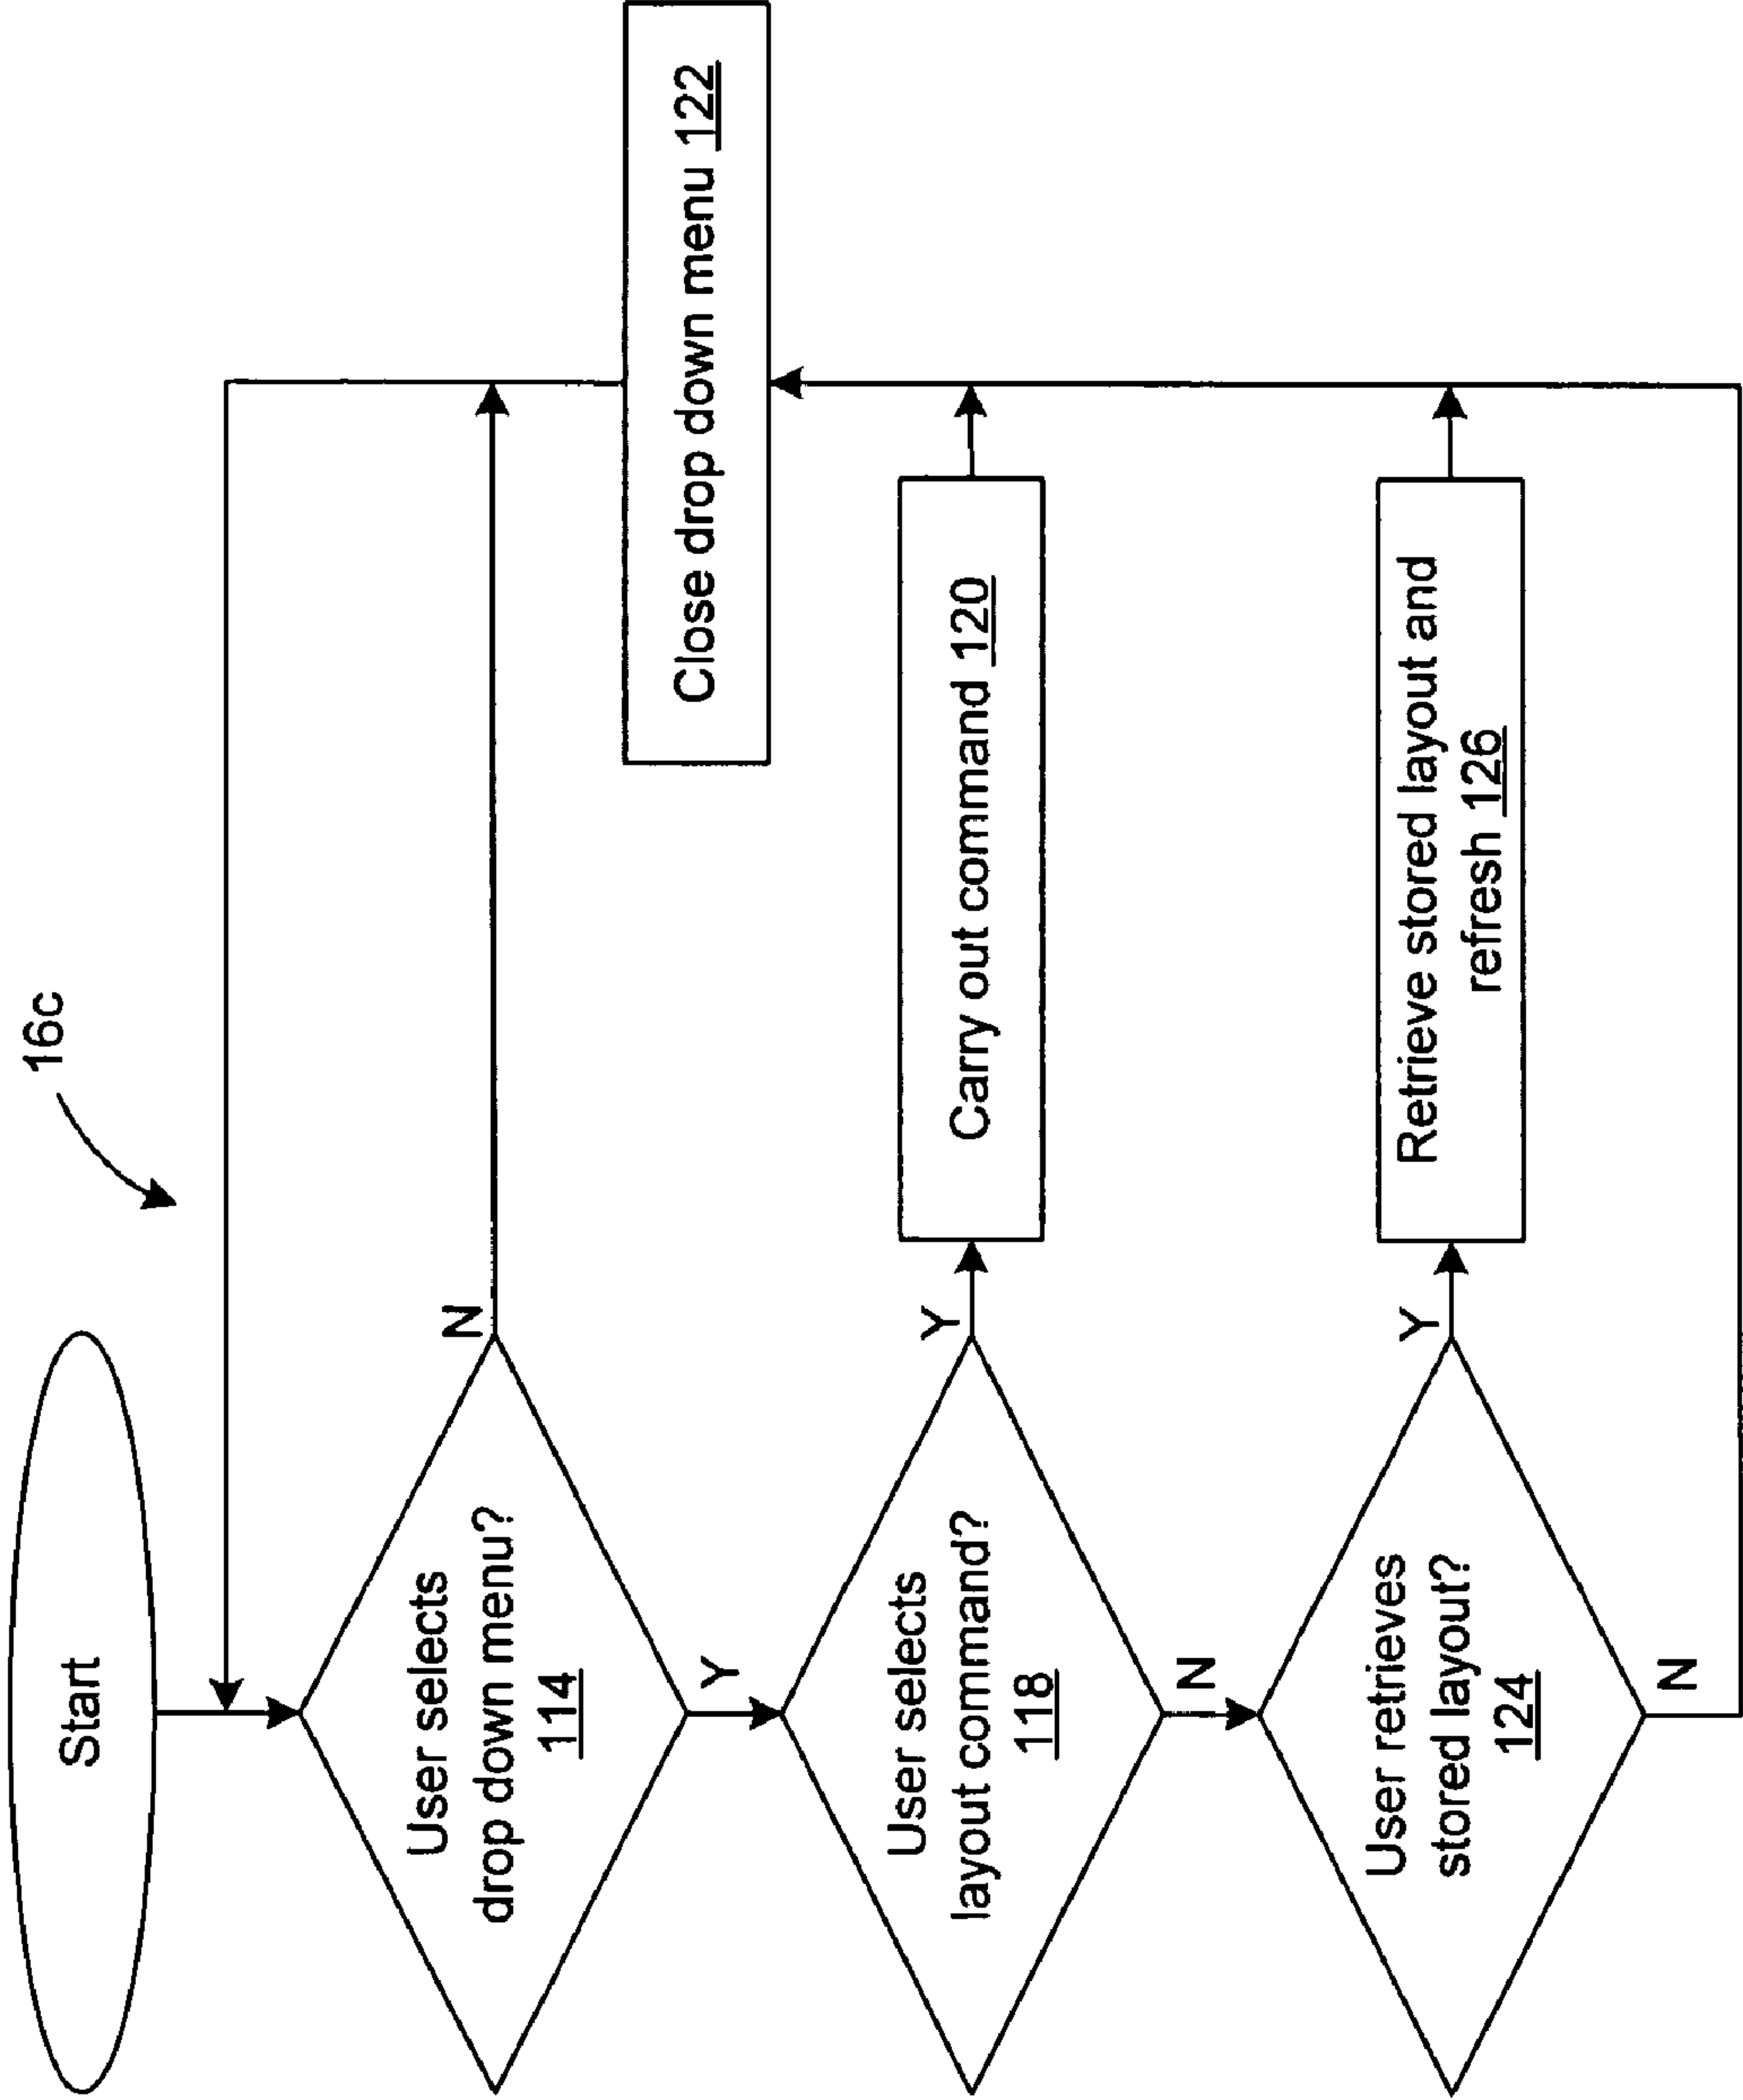 16c
Start
User selects
drop down menu?
114
N
Y
Close drop down menu 122
User selects
layout command?
118
Y
N
Carry out command 120
User retrieves
stored layout?
124
Y
N
Retrieve stored layout and
refresh 126